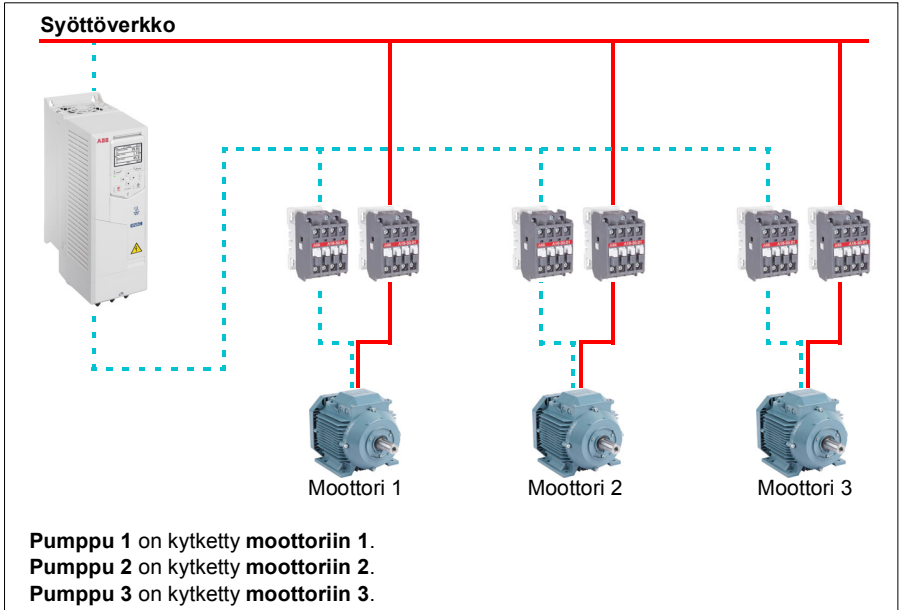 Syöttöverkko
ABB
Moottori 1
Moottori 2
Moottori 3
Pumppu 1 on kytketty moottoriin 1.
Pumppu 2 on kytketty moottoriin 2.
Pumppu 3 on kytketty moottoriin 3.